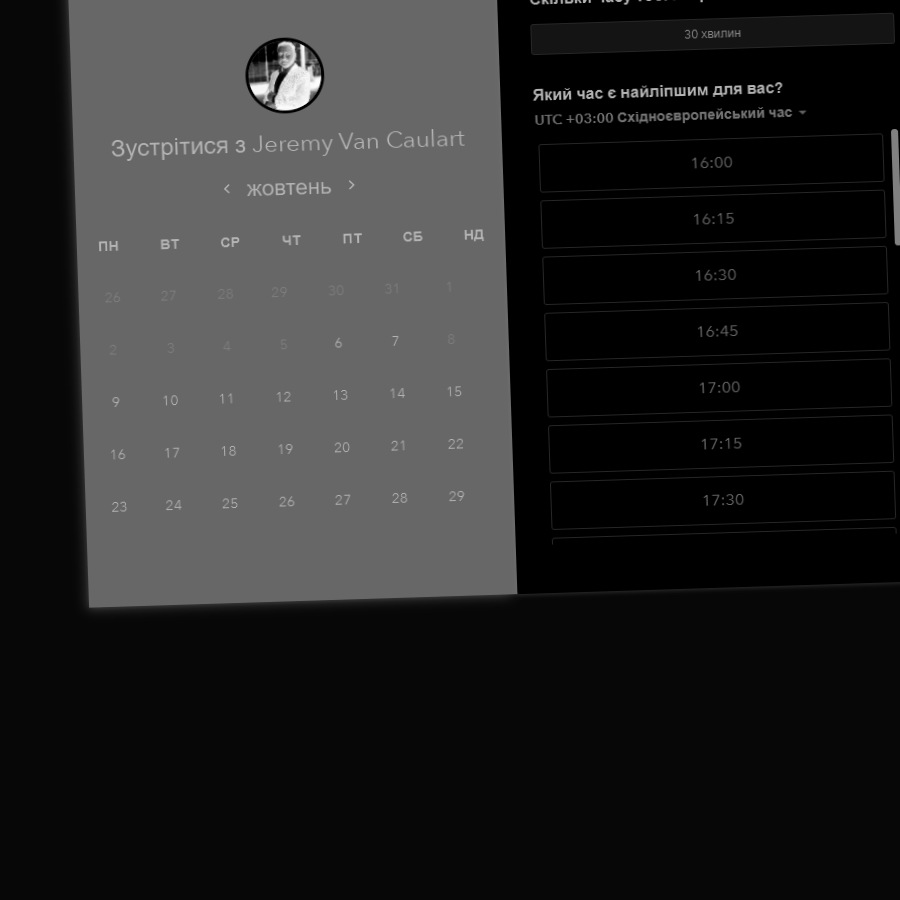 Зустрітися з Jeremy Van Caulart
жовтень
ПН ВТ СР ЧТ ПТ СБ НД
26 27 28 29 30 31 1
2 3 4 5 6 7 8
9 10 11 12 13 14 15
16 17 18 19 20 21 22
23 24 25 26 27 28 29
30 хвилин
Який час є найліпшим для вас?
UTC +03:00 Східноєвропейський час
16:00
16:15
16:30
16:45
17:00
17:15
17:30